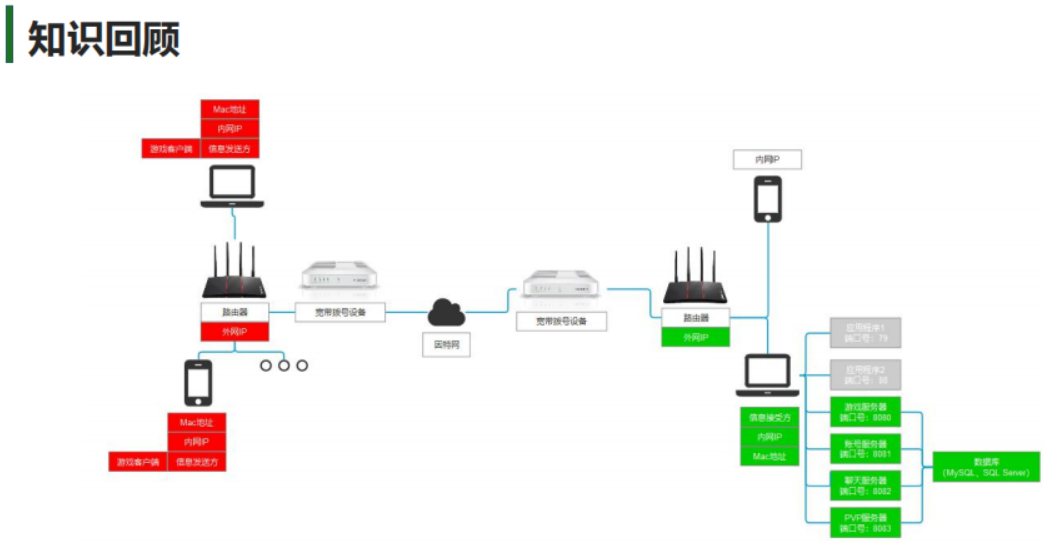 知识回顾
Mac地址
内网IP
游戏客户端
信息发送方
路由器
外网IP
宽带拨号设备
Mac地址
内网IP
游戏客户端
信息发送方
因特网
宽带拨号设备
内网IP
路由器
外网IP
信息接受方
内网IP
Mac地址
应用程序1
端口号：79
应用程序2
端口号：88
游戏服务器
端口号：8080
账号服务器
端口号：8081
聊天服务器
端口号：8082
PVP服务器
端口号：8083
数据库
（MySQL、SQL Server）